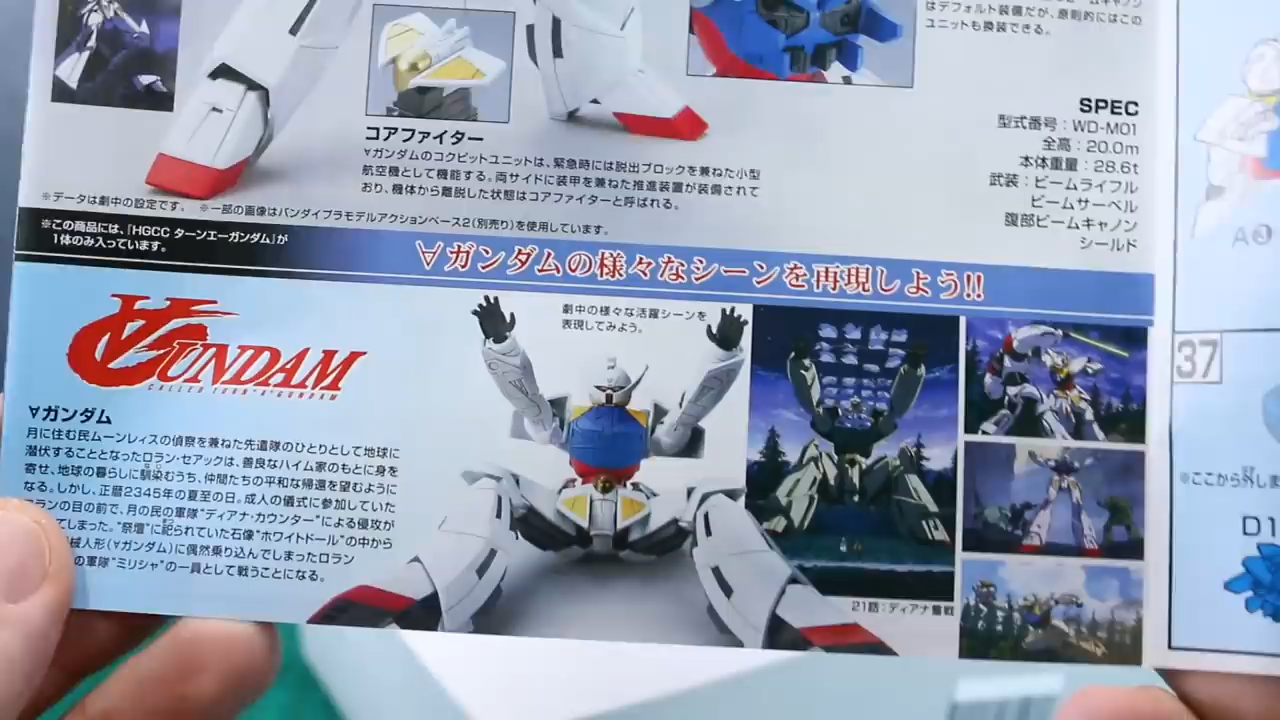 はデフォルト装備だが、原則的にはこの
ユニットも換装できる。
SPEC
型式番号：WD-M01
全高：20.0m
本体重量：28.6t
武装：ビームライフル
ビームサーベル
腹部ビームキャノン
シールド
コアファイター
∀ガンダムのコクピットユニットは、緊急時には脱出ブロックを兼ねた小型
航空機として機能する。両サイドに装甲を兼ねた推進装置が装備されて
おり、機体から離脱した状態はコアファイターと呼ばれる。
※データは劇中の設定です。 ※一部の画像はバンダイプラモデルアクションベース2(別売り)を使用しています。
※この商品には、「HGCC ターンエーガンダム」が
1体のみ入っています。
∀ガンダムの様々なシーンを再現しよう!!
∀GUNDAM
CALLED TURN "A" GUNDAM
劇中の様々な活躍シーンを
表現してみよう。
∀ガンダム
月に住む民ムーンレィスの偵察を兼ねた先遣隊のひとりとして地球に
潜伏することとなったロラン・セアックは、善良なハイム家のもとに身を
寄せ、地球の暮らしに馴染むうち、仲間たちの平和な帰還を望むように
なる。しかし、正暦2345年の夏至の日。成人の儀式に参加していた
ロランの目の前で、月の民の軍隊"ディアナ・カウンター"による侵攻が
てしまった。"祭壇"に祀られていた石像"ホワイトドール"の中から
械人形(∀ガンダム)に偶然乗り込んでしまったロラン
の軍隊"ミリシャ"の一員として戦うことになる。
21話：ディアナ奮戦
A
37
※ここから外しま
D1